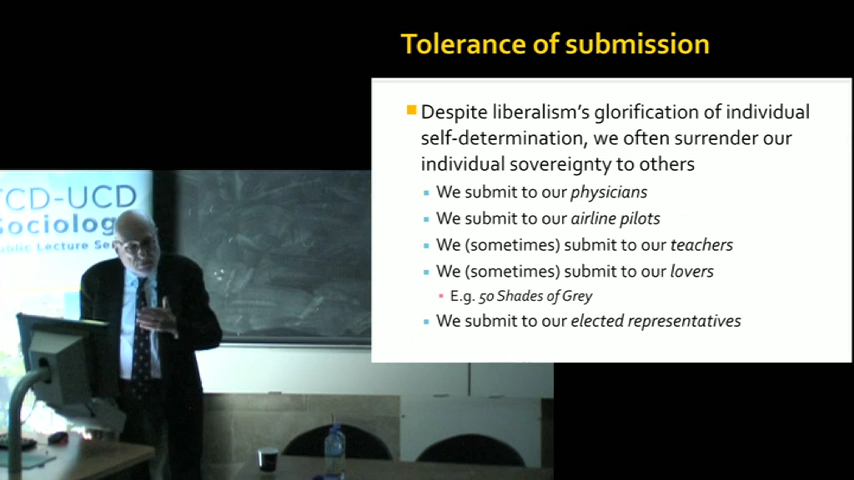 Tolerance of submission
Despite liberalism's glorification of individual
self-determination, we often surrender our
individual sovereignty to others
We submit to our physicians
We submit to our airline pilots
We (sometimes) submit to our teachers
We (sometimes) submit to our lovers
E.g. 50 Shades of Grey
We submit to our elected representatives
TCD-UCD
Sociolog
ublic Lecture Se